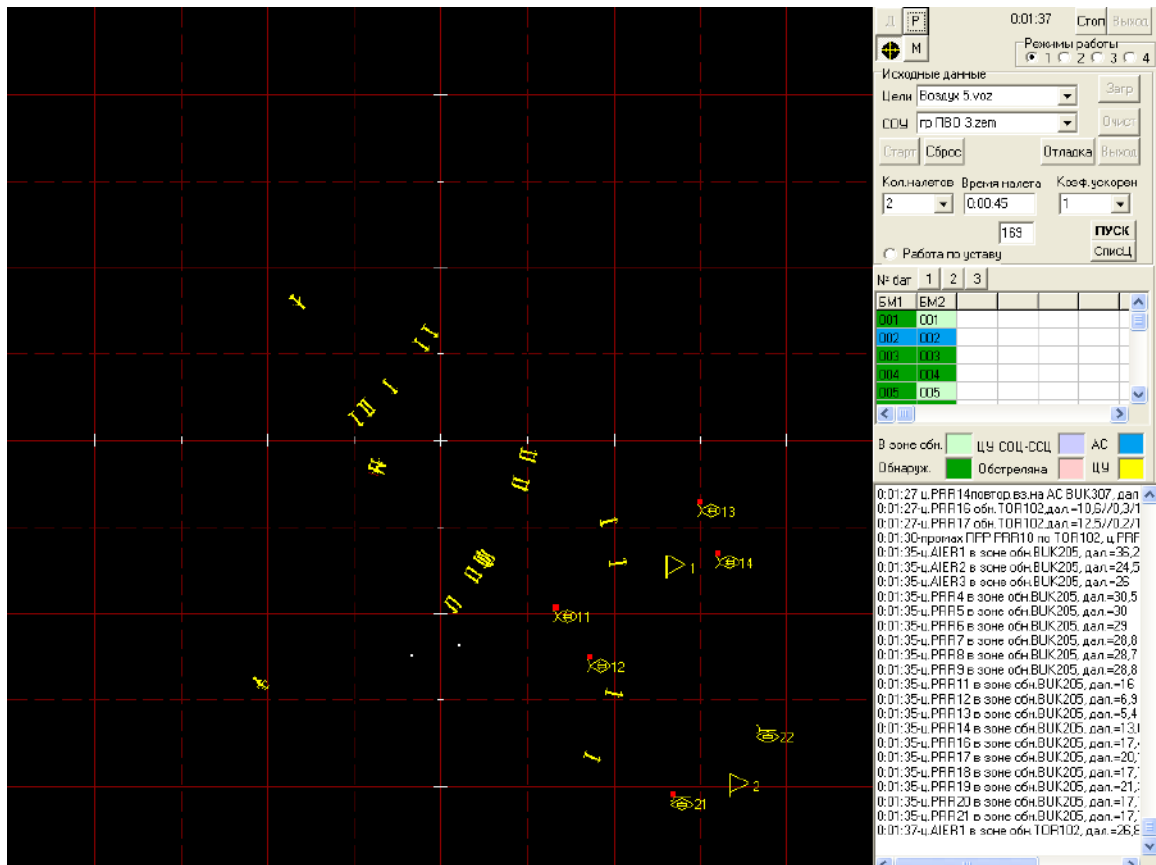 Д Р 0:01:37 Стоп Выход
М Режимы работы
1 2 3 4
Исходные данные
Цели Воздух 5.voz Загр
СОУ гр ПВО 3.zem Очист
Старт Сброс Отладка Выход
Кол.налетов Время налета Коэф.ускорен
2 0:00:45 1
169 ПУСК
Работа по уставу СписЦ
№ бат 1 2 3
БМ1 БМ2
001 001
002 002
003 003
004 004
005 005
В зоне обн. ЦУ СОЦ-ССЦ АС
Обнаруж. Обстреляна ЦУ
0:01:27 ц.PRR14повтор.вз.на АС BUK307, дал
0:01:27-ц.PRR16 обн.TOR102,дал.=10,6//0,3/1
0:01:27-ц.PRR17 обн.TOR102,дал.=12,5//0,2/1
0:01:30-промах ПРР PRR10 по TOR102, ц.PRF
0:01:35-ц.AIER1 в зоне обн.BUK205, дал.=36,2
0:01:35-ц.AIER2 в зоне обн.BUK205, дал.=24,5
0:01:35-ц.AIER3 в зоне обн.BUK205, дал.=26
0:01:35-ц.PRR4 в зоне обн.BUK205, дал.=30,5
0:01:35-ц.PRR5 в зоне обн.BUK205, дал.=30
0:01:35-ц.PRR6 в зоне обн.BUK205, дал.=29
0:01:35-ц.PRR7 в зоне обн.BUK205, дал.=28,8
0:01:35-ц.PRR8 в зоне обн.BUK205, дал.=28,7
0:01:35-ц.PRR9 в зоне обн.BUK205, дал.=28,8
0:01:35-ц.PRR11 в зоне обн.BUK205, дал.=16
0:01:35-ц.PRR12 в зоне обн.BUK205, дал.=6,9
0:01:35-ц.PRR13 в зоне обн.BUK205, дал.=5,4
0:01:35-ц.PRR14 в зоне обн.BUK205, дал.=13,
0:01:35-ц.PRR16 в зоне обн.BUK205, дал.=17,
0:01:35-ц.PRR17 в зоне обн.BUK205, дал.=20,
0:01:35-ц.PRR18 в зоне обн.BUK205, дал.=17,
0:01:35-ц.PRR19 в зоне обн.BUK205, дал.=21,
0:01:35-ц.PRR20 в зоне обн.BUK205, дал.=17,
0:01:35-ц.PRR21 в зоне обн.BUK205, дал.=17,
0:01:37-ц.AIER1 в зоне обн.TOR102, дал.=26,8
13
14
1
11
12
22
2
21